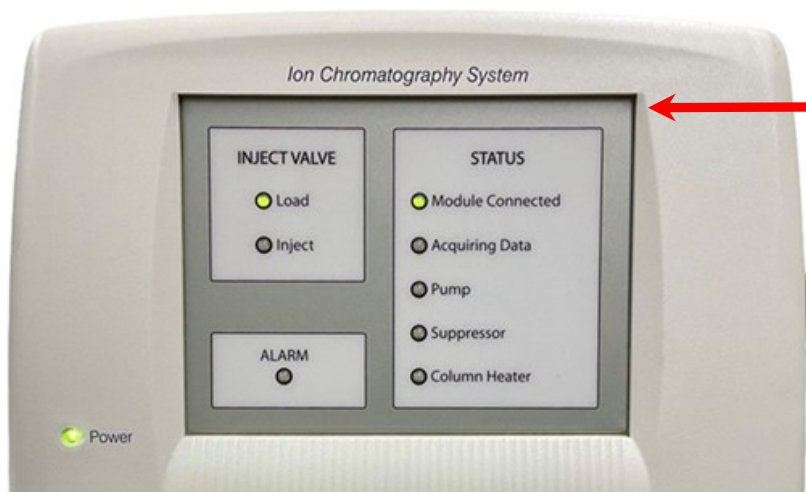 Ion Chromatography System
INJECT VALVE
Load
Inject
ALARM
STATUS
Module Connected
Acquiring Data
Pump
Suppressor
Column Heater
Power